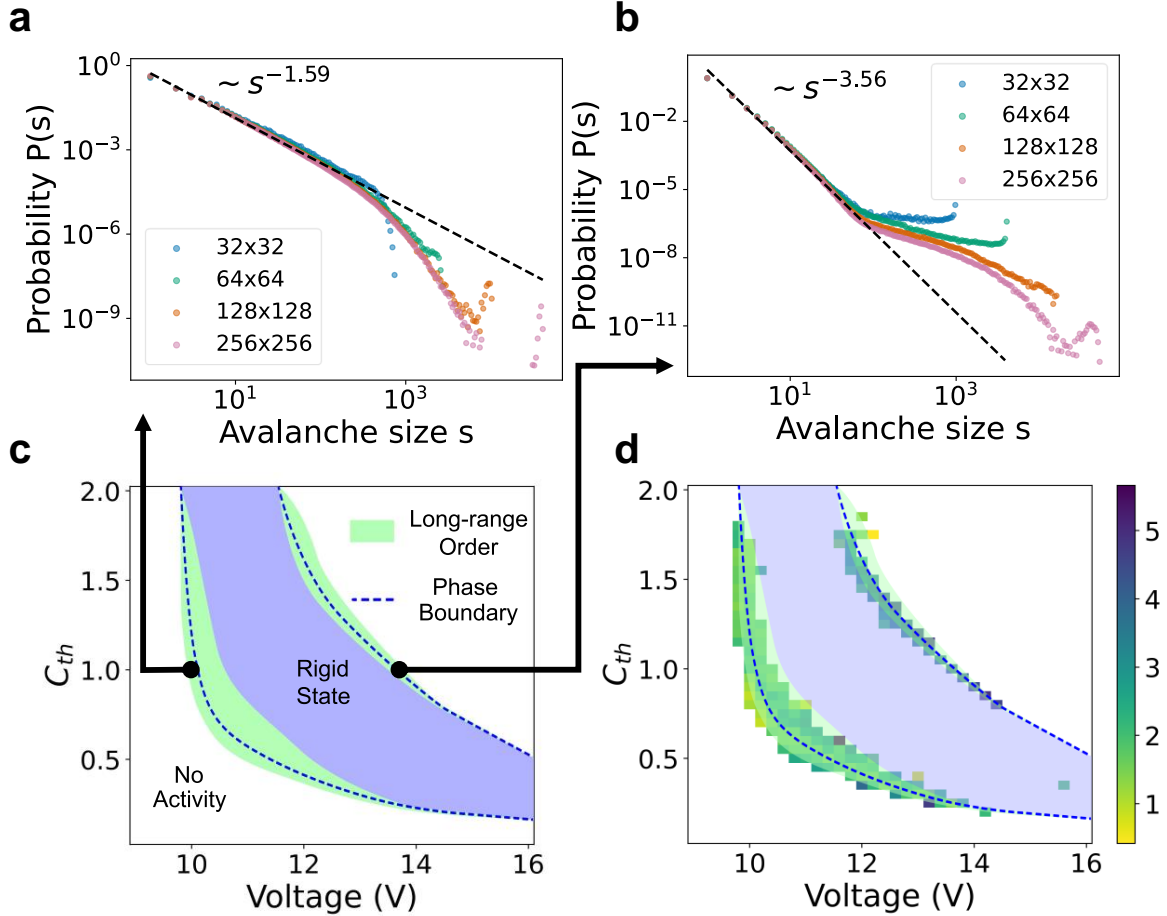 a
~ s^{-1.59}
10^0
10^{-3}
10^{-6}
10^{-9}
Probability P(s)
32x32
64x64
128x128
256x256
10^1
10^3
Avalanche size s
b
~ s^{-3.56}
10^{-2}
10^{-5}
10^{-8}
10^{-11}
Probability P(s)
32x32
64x64
128x128
256x256
10^1
10^3
Avalanche size s
c
2.0
1.5
1.0
0.5
C_{th}
Long-range
Order
Phase
Boundary
Rigid
State
No
Activity
10
12
14
16
Voltage (V)
d
2.0
1.5
1.0
0.5
C_{th}
10
12
14
16
Voltage (V)
5
4
3
2
1